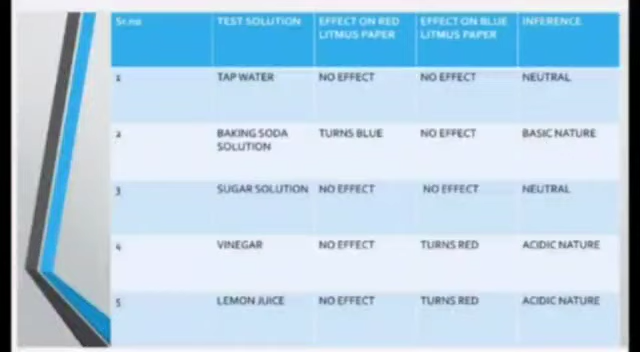 Sr.no TEST SOLUTION EFFECT ON RED LITMUS PAPER EFFECT ON BLUE LITMUS PAPER INFERENCE
1 TAP WATER NO EFFECT NO EFFECT NEUTRAL
2 BAKING SODA SOLUTION TURNS BLUE NO EFFECT BASIC NATURE
3 SUGAR SOLUTION NO EFFECT NO EFFECT NEUTRAL
4 VINEGAR NO EFFECT TURNS RED ACIDIC NATURE
5 LEMON JUICE NO EFFECT TURNS RED ACIDIC NATURE